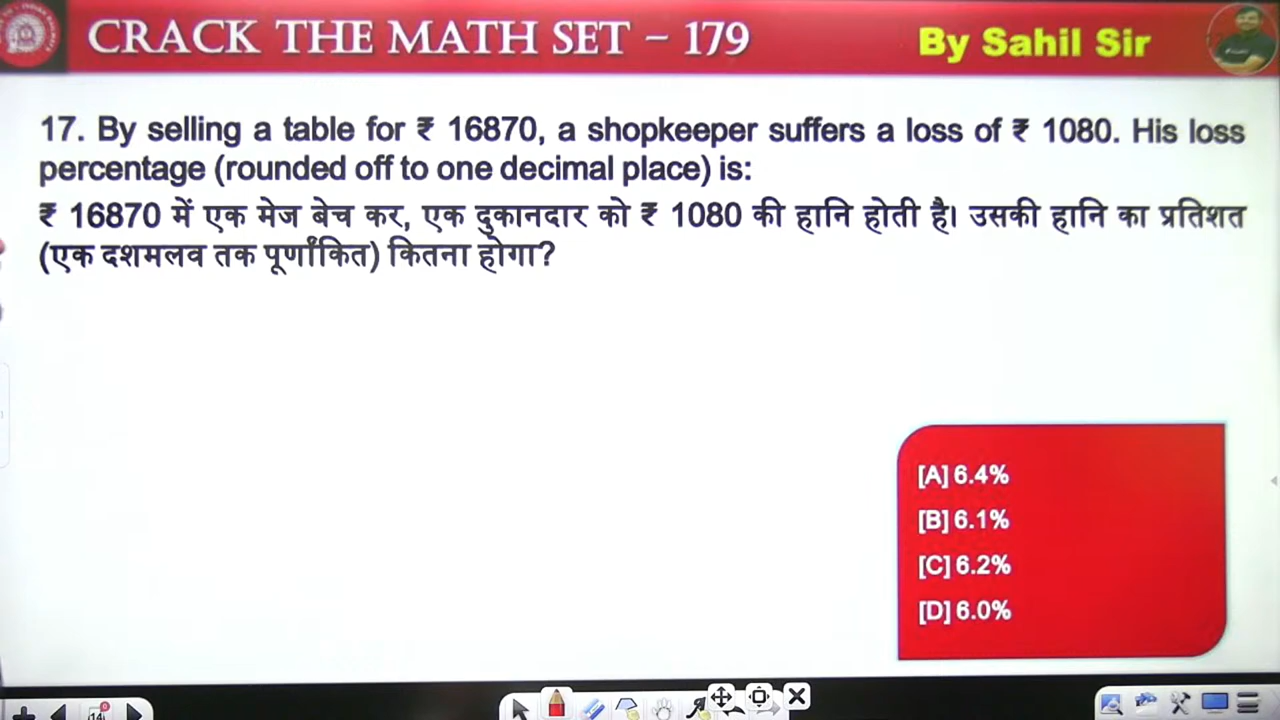 CRACK THE MATH SET – 179
By Sahil Sir
17. By selling a table for ₹ 16870, a shopkeeper suffers a loss of ₹ 1080. His loss
percentage (rounded off to one decimal place) is:
₹ 16870 में एक मेज बेच कर, एक दुकानदार को ₹ 1080 की हानि होती है। उसकी हानि का प्रतिशत
(एक दशमलव तक पूर्णांकित) कितना होगा?
[A] 6.4%
[B] 6.1%
[C] 6.2%
[D] 6.0%
14